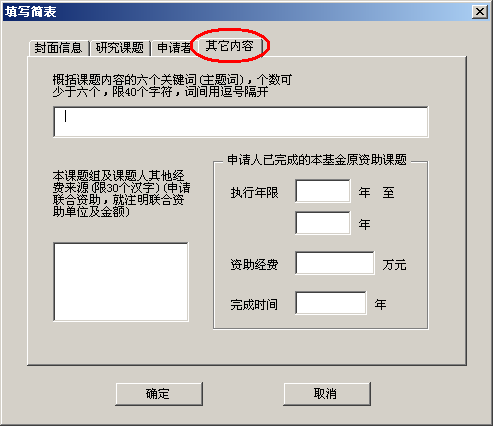 填写简表
封面信息 研究课题 申请者 其它内容
概括课题内容的六个关键词(主题词)，个数可
少于六个，限40个字符，词间用逗号隔开
本课题组及课题人其他经
费来源(限30个汉字)(申请
联合资助，就注明联合资
助单位及金额)
申请人已完成的本基金原资助课题
执行年限 年 至
年
资助经费 万元
完成时间 年
确定 取消